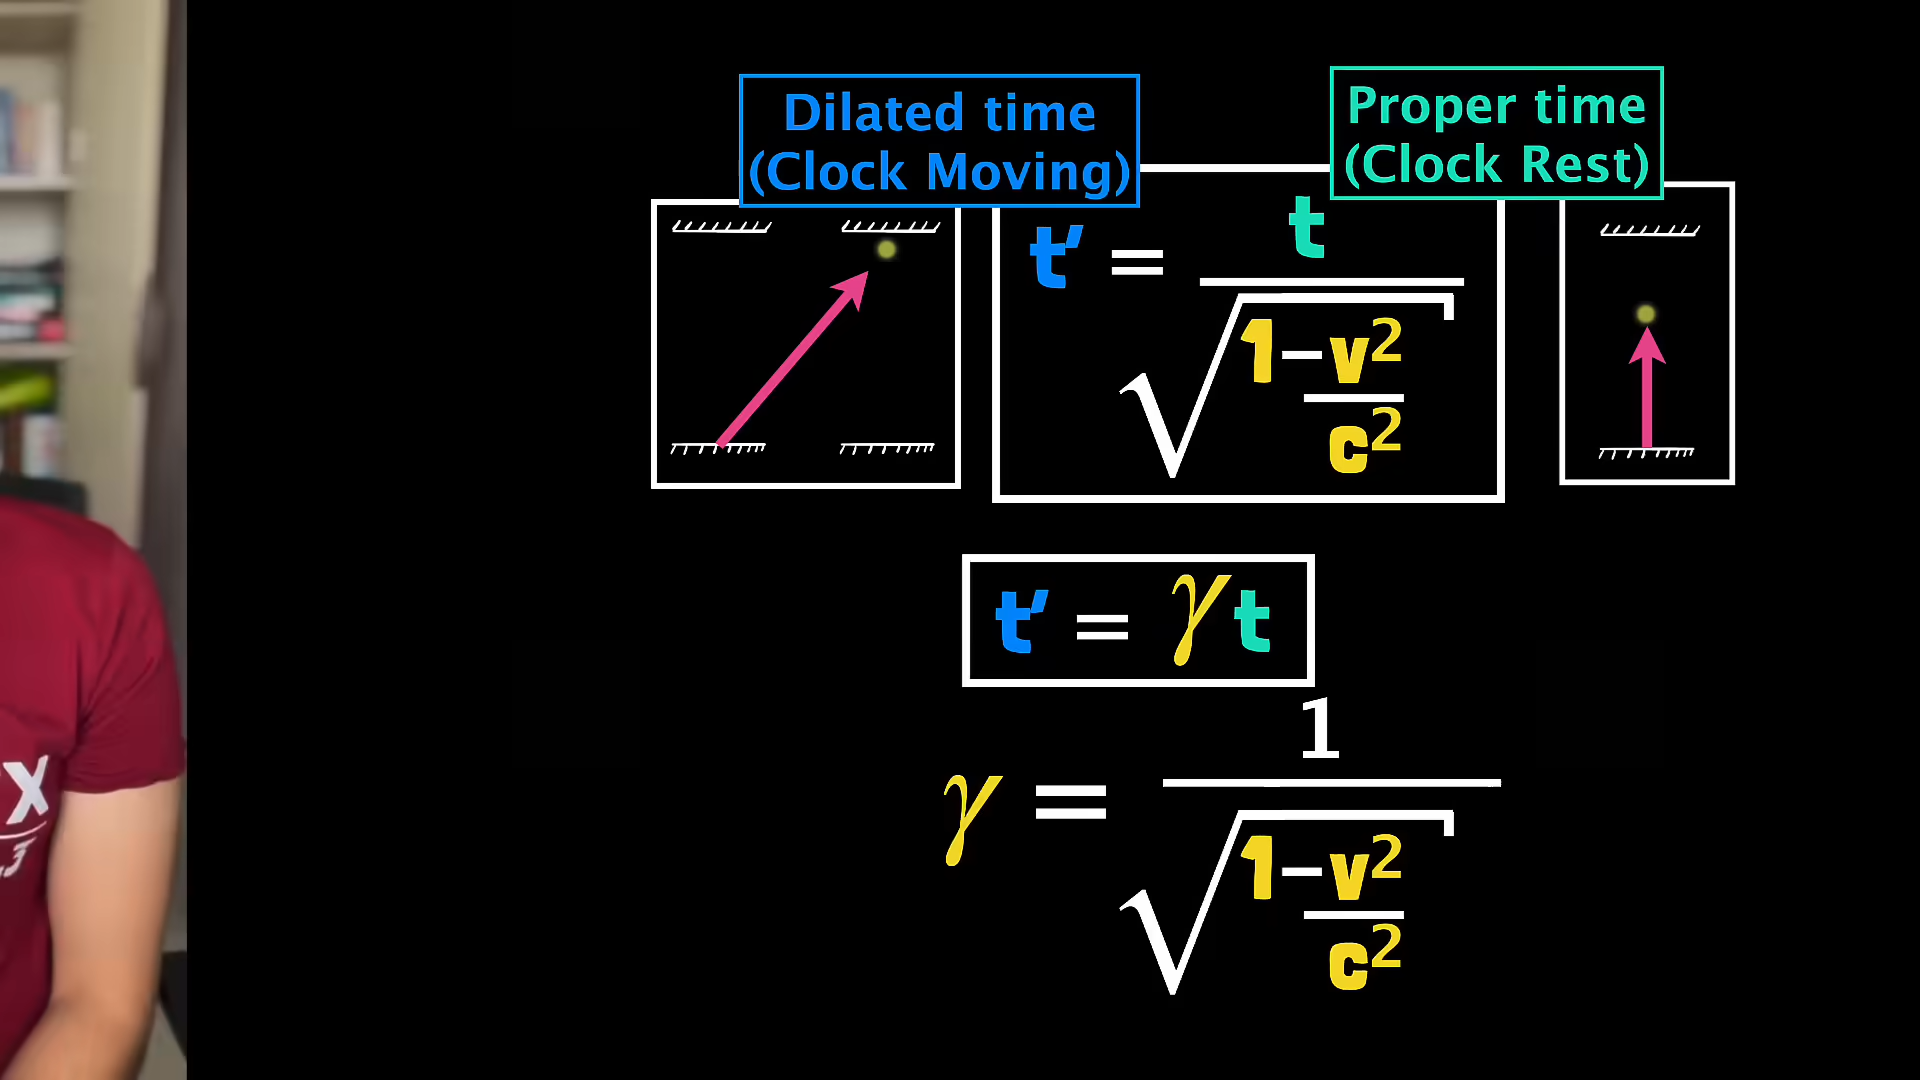 Dilated time
(Clock Moving)
Proper time
(Clock Rest)
t' = t / √1-v²/c²
t' = γt
γ = 1 / √1-v²/c²
X